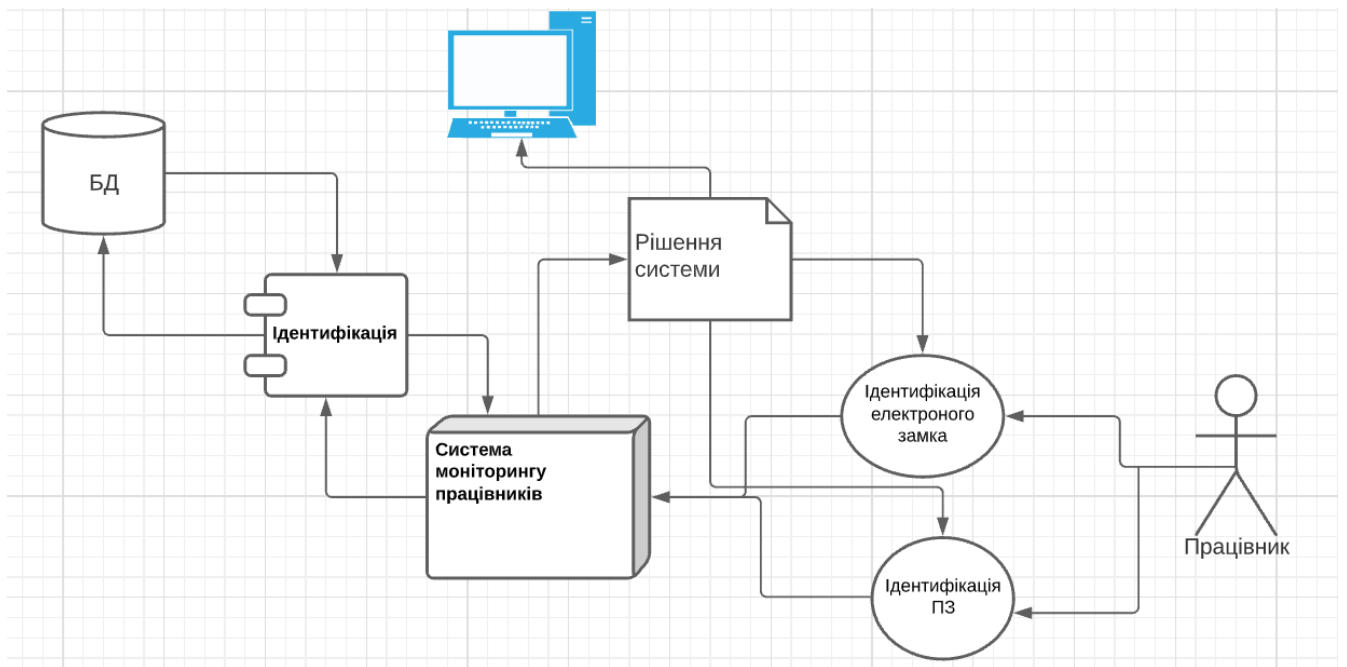 БД
Рішення
системи
Ідентифікація
Ідентифікація
електроного
замка
Система
моніторингу
працівників
Працівник
Ідентифікація
ПЗ